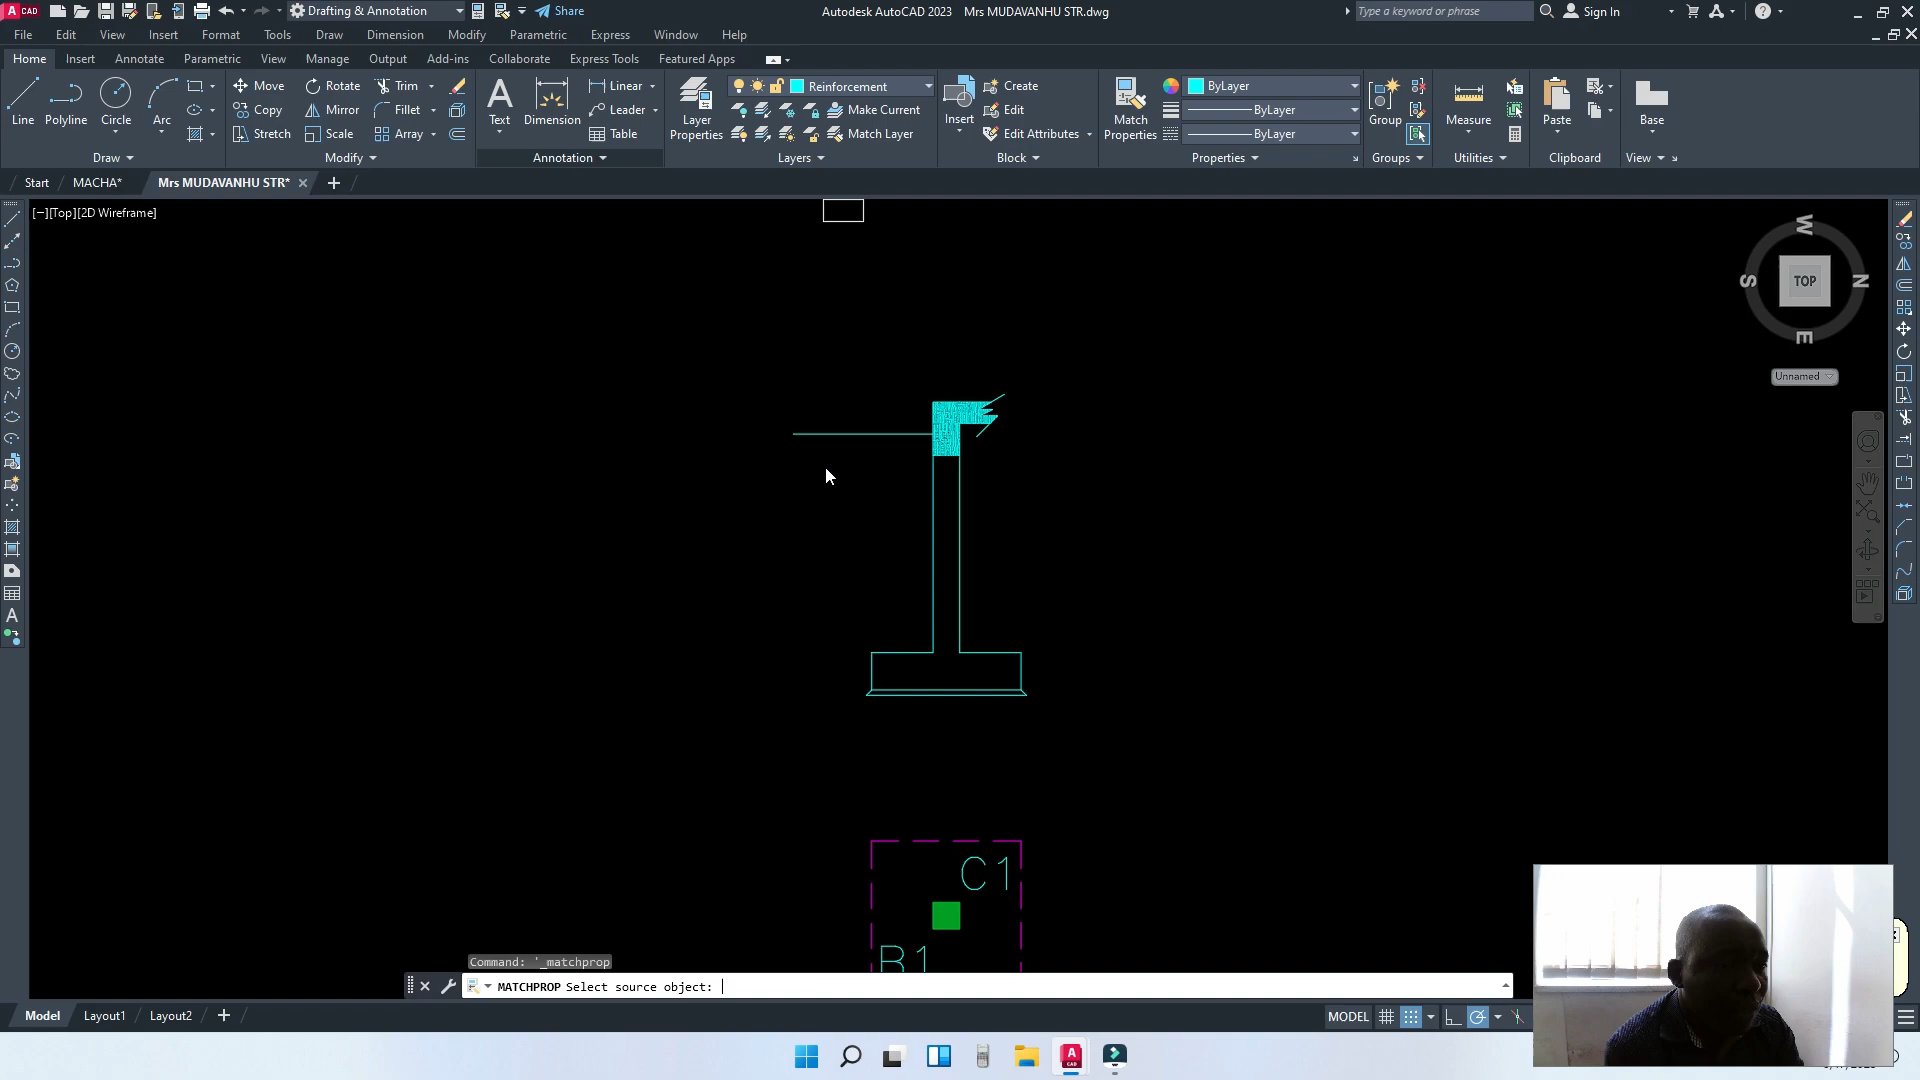 CAD Drafting & Annotation Share Autodesk AutoCAD 2023 Mrs MUDAVANHU STR.dwg Type a keyword or phrase Sign In
File Edit View Insert Format Tools Draw Dimension Modify Parametric Express Window Help
Home Insert Annotate Parametric View Manage Output Add-ins Collaborate Express Tools Featured Apps
Line Polyline Circle Arc
Move Rotate Trim
Copy Mirror Fillet
Stretch Scale Array
Text Dimension
Linear
Leader
Table
Layer Properties
Reinforcement
Make Current
Match Layer
Insert
Create
Edit
Edit Attributes
Match Properties
ByLayer
ByLayer
ByLayer
Group Measure Paste Base
Draw Modify Annotation Layers Block Properties Groups Utilities Clipboard View
Start MACHA* Mrs MUDAVANHU STR*
[−][Top][2D Wireframe]
W
S TOP N
E
Unnamed
C1
B1
Command: '_matchprop
MATCHPROP Select source object:
Model Layout1 Layout2 MODEL